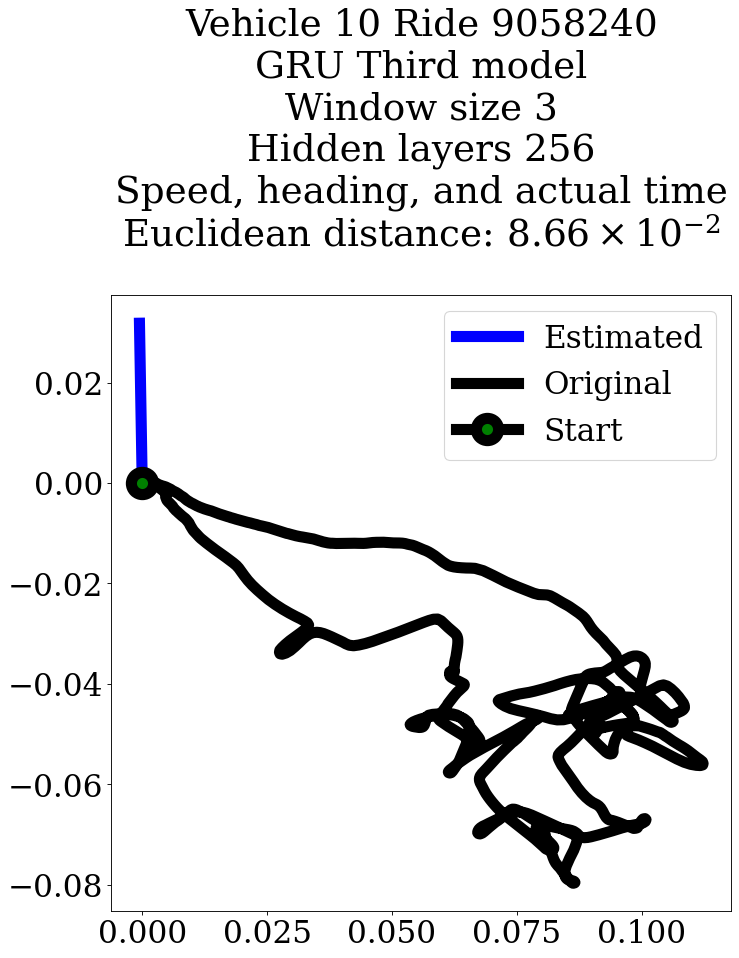 Vehicle 10 Ride 9058240
GRU Third model
Window size 3
Hidden layers 256
Speed, heading, and actual time
Euclidean distance: 8.66 × 10⁻²
Estimated
Original
Start
0.02
0.00
−0.02
−0.04
−0.06
−0.08
0.000 0.025 0.050 0.075 0.100